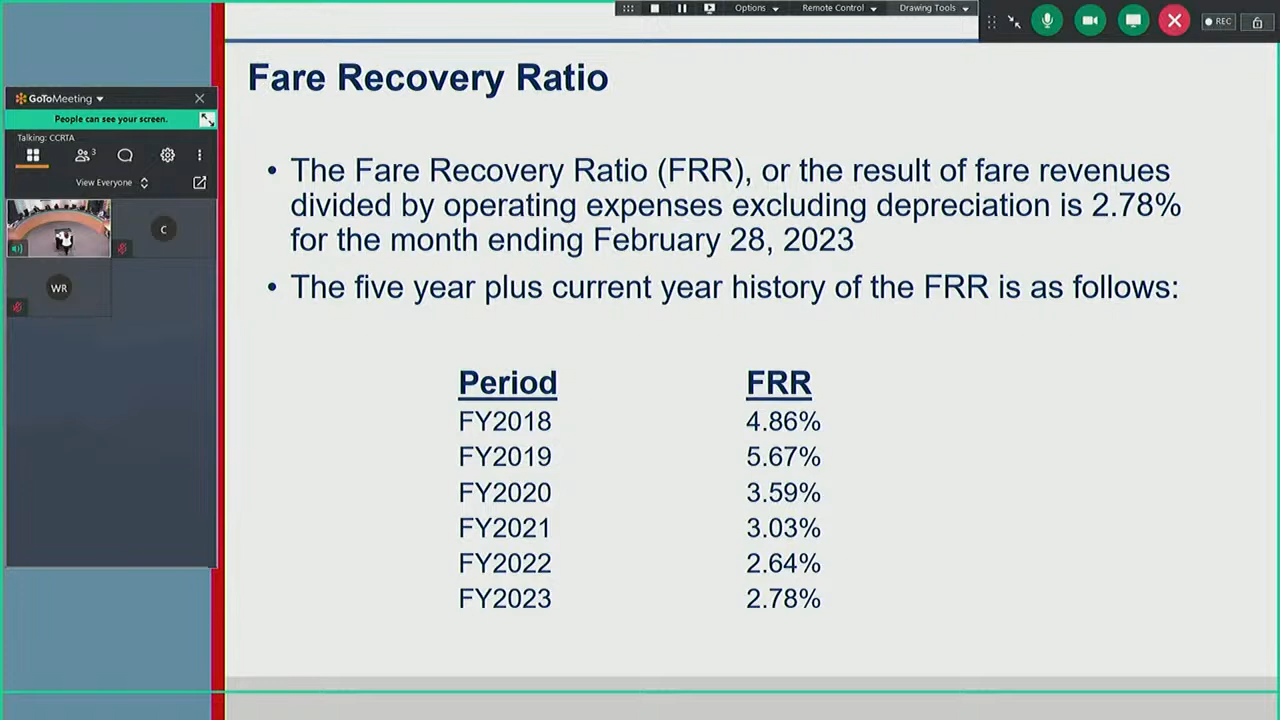 Options
Remote Control
Drawing Tools
REC
Fare Recovery Ratio
GoToMeeting
People can see your screen.
Talking: CCRTA
3
View Everyone
C
WR
• The Fare Recovery Ratio (FRR), or the result of fare revenues
divided by operating expenses excluding depreciation is 2.78%
for the month ending February 28, 2023
• The five year plus current year history of the FRR is as follows:
Period FRR
FY2018 4.86%
FY2019 5.67%
FY2020 3.59%
FY2021 3.03%
FY2022 2.64%
FY2023 2.78%